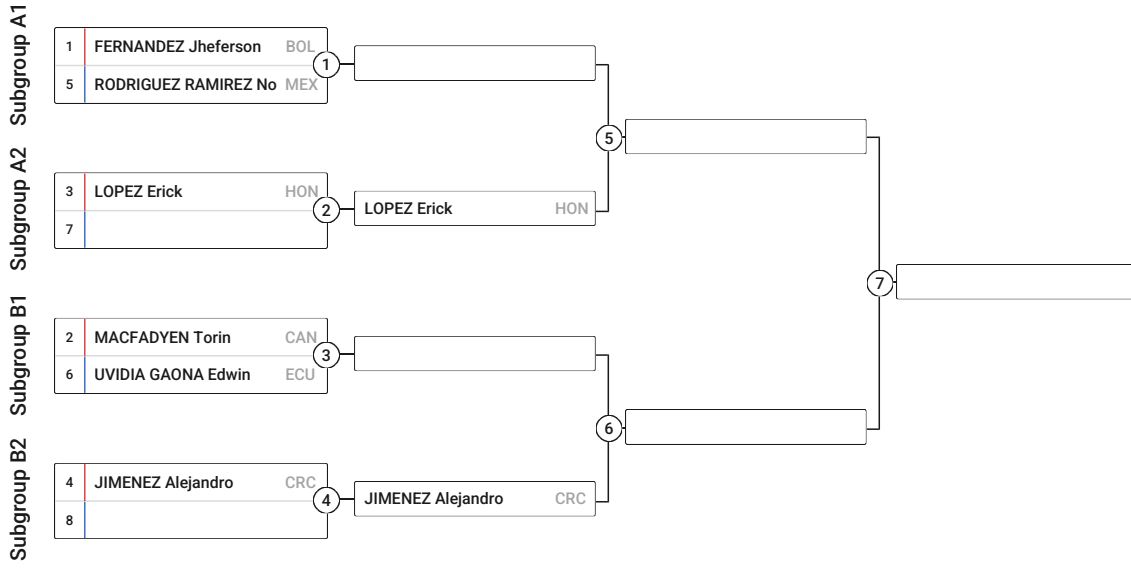 Subgroup A1
1 FERNANDEZ Jheferson BOL
5 RODRIGUEZ RAMIREZ No MEX
1
5
Subgroup A2
3 LOPEZ Erick HON
7
2
LOPEZ Erick HON
7
Subgroup B1
2 MACFADYEN Torin CAN
6 UVIDIA GAONA Edwin ECU
3
6
Subgroup B2
4 JIMENEZ Alejandro CRC
8
4
JIMENEZ Alejandro CRC